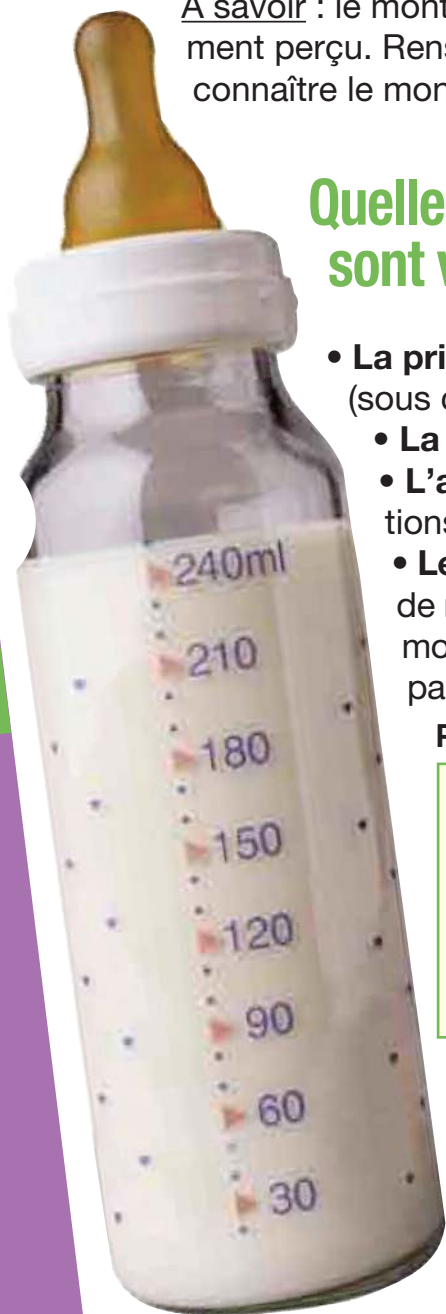 À savoir : le mont
ment perçu. Rens
connaître le mon
Quelle
sont v
• La pri
(sous c
• La
• L'a
tions
• Le
de r
mo
pa
240ml
210
180
150
120
90
60
30